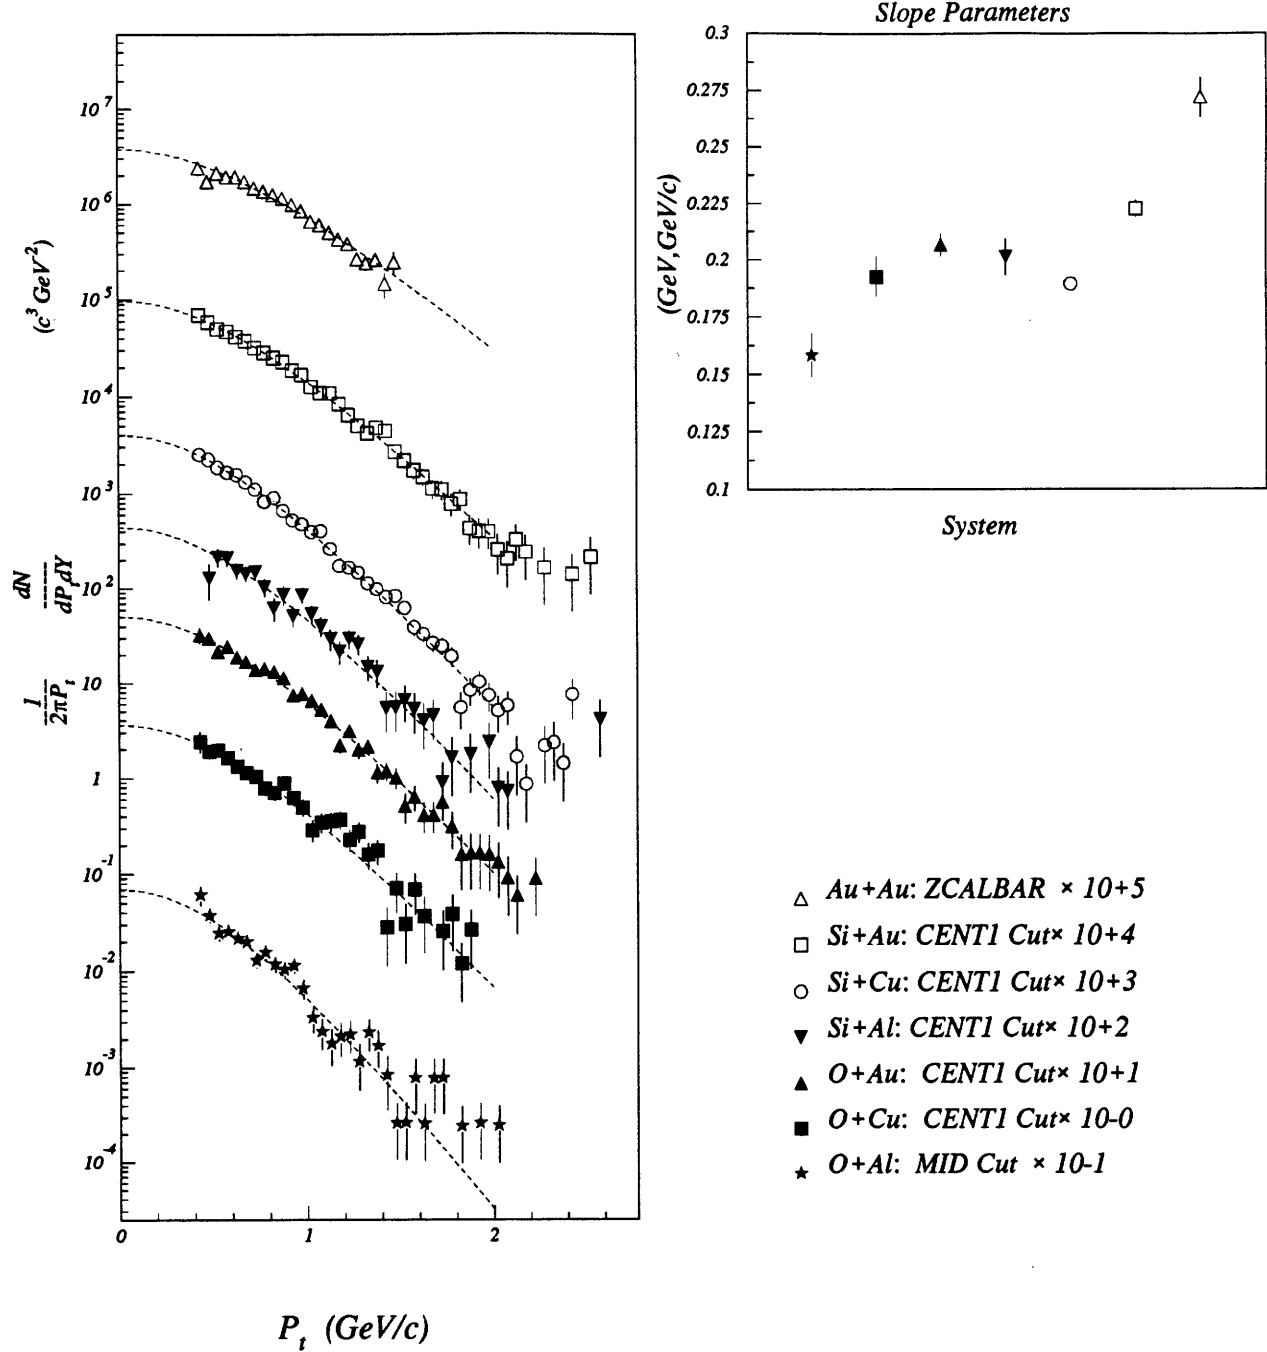 Slope Parameters
0.3
0.275
0.25
0.225
0.2
0.175
0.15
0.125
0.1
(GeV,GeV/c)
System
10^7
10^6
10^5
10^4
10^3
10^2
10
1
10^-1
10^-2
10^-3
10^-4
(c^3 GeV^-2)
dN
dP_t dY
1
2πP_t
0 1 2
P_t (GeV/c)
Au+Au: ZCALBAR × 10+5
Si+Au: CENT1 Cut× 10+4
Si+Cu: CENT1 Cut× 10+3
Si+Al: CENT1 Cut× 10+2
O+Au: CENT1 Cut× 10+1
O+Cu: CENT1 Cut× 10-0
O+Al: MID Cut × 10-1